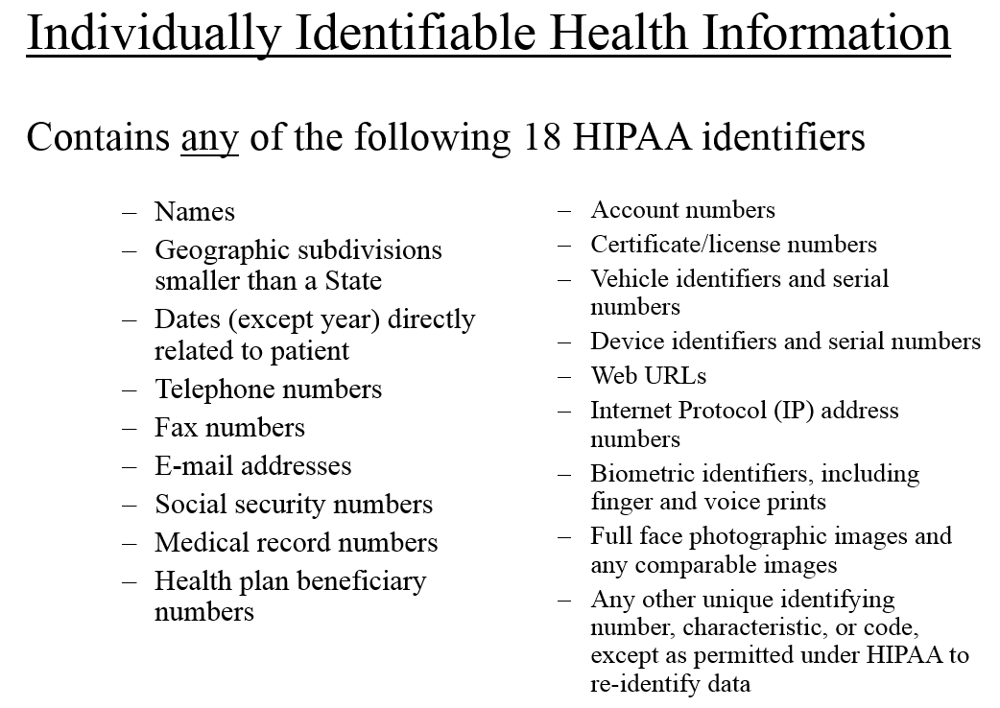 Individually Identifiable Health Information
Contains any of the following 18 HIPAA identifiers
– Names
– Geographic subdivisions
smaller than a State
– Dates (except year) directly
related to patient
– Telephone numbers
– Fax numbers
– E-mail addresses
– Social security numbers
– Medical record numbers
– Health plan beneficiary
numbers
– Account numbers
– Certificate/license numbers
– Vehicle identifiers and serial
numbers
– Device identifiers and serial numbers
– Web URLs
– Internet Protocol (IP) address
numbers
– Biometric identifiers, including
finger and voice prints
– Full face photographic images and
any comparable images
– Any other unique identifying
number, characteristic, or code,
except as permitted under HIPAA to
re-identify data